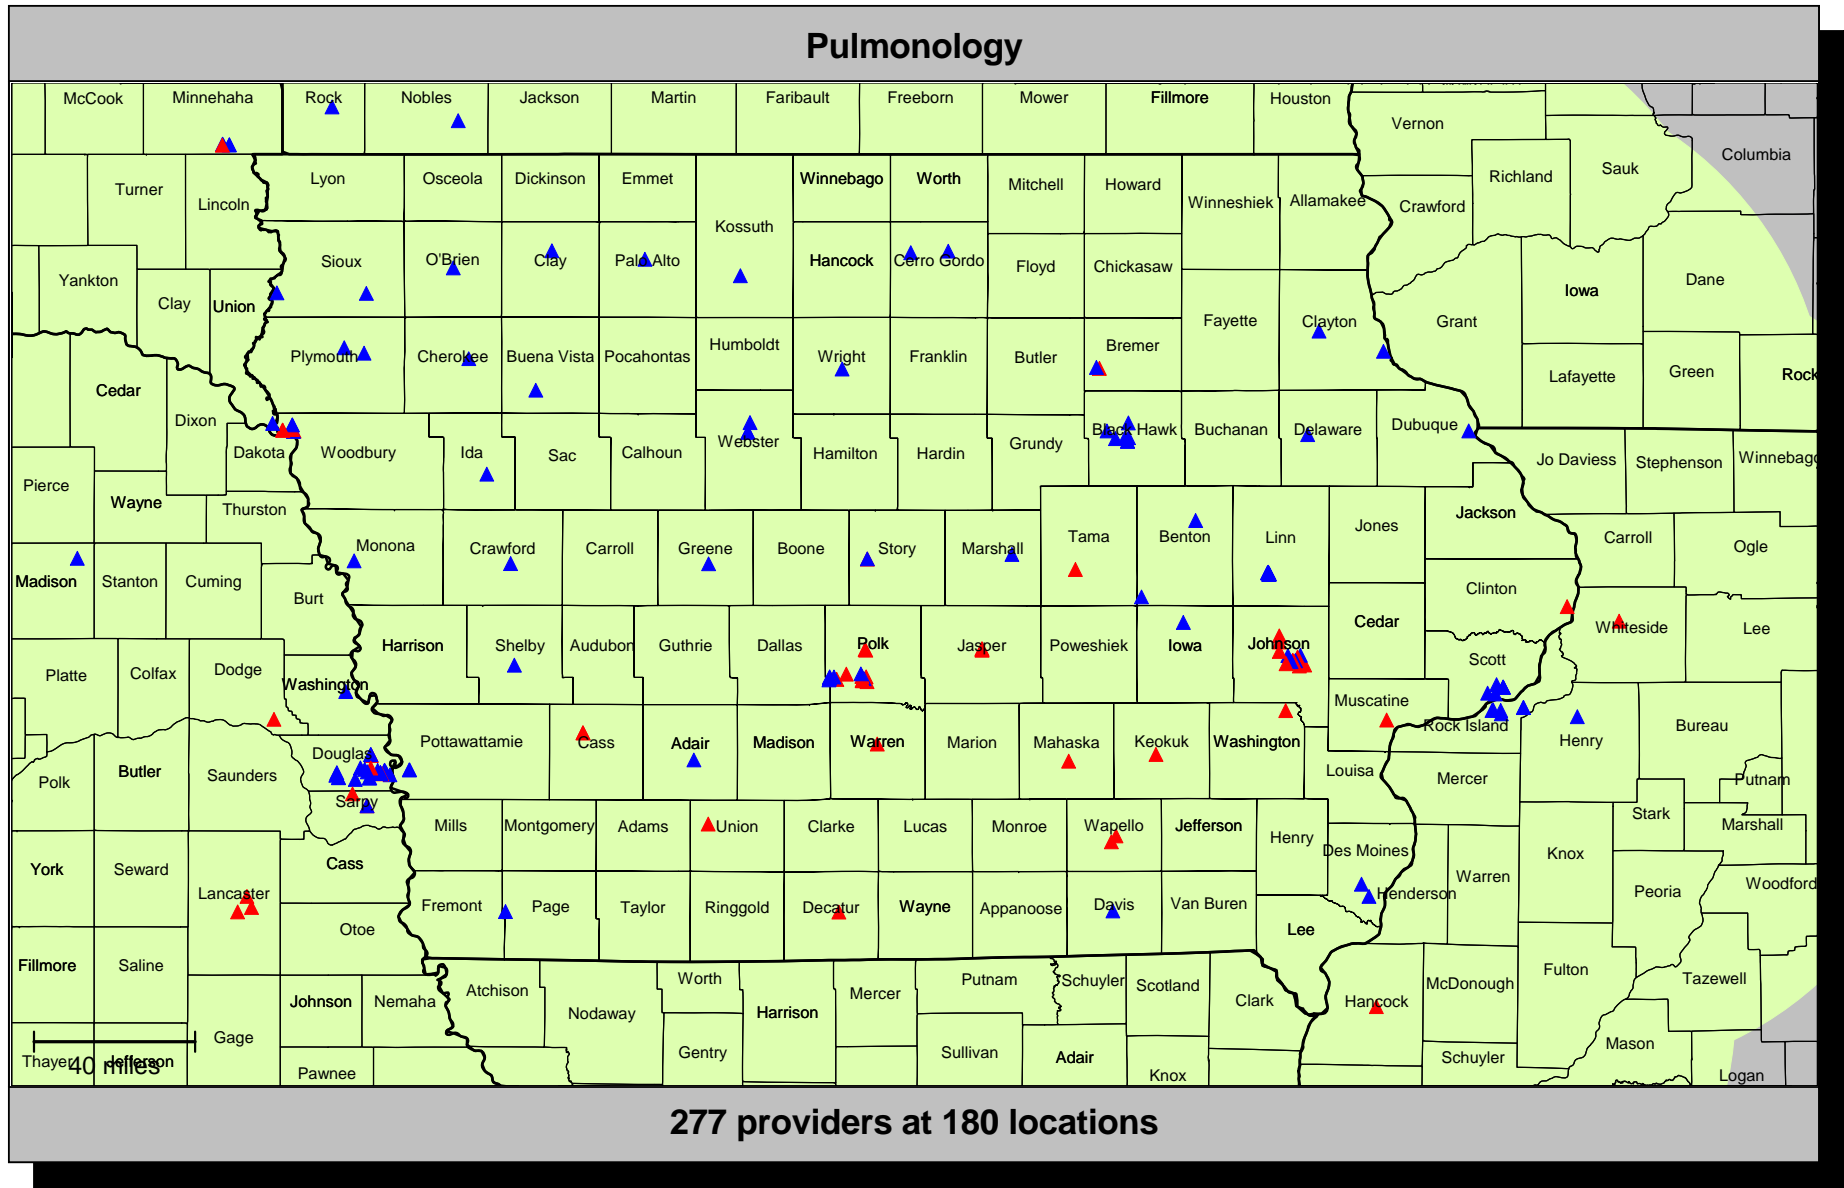 Pulmonology
McCook Minnehaha Rock Nobles Jackson Martin Faribault Freeborn Mower Fillmore Houston
Vernon
Columbia
Sauk
Richland
Turner Lyon Osceola Dickinson Emmet Winnebago Worth Mitchell Howard
Lincoln Winneshiek Allamakee Crawford
Kossuth
Yankton Sioux O'Brien Clay Palo Alto Hancock Cerro Gordo Floyd Chickasaw
Dane
Iowa
Clay Union
Fayette Clayton Grant
Plymouth Cherokee Buena Vista Pocahontas Humboldt Wright Franklin Butler Bremer
Lafayette Green Rock
Cedar
Dixon
Dakota Woodbury Ida Sac Calhoun Webster Hamilton Hardin Grundy Black Hawk Buchanan Delaware Dubuque
Jo Daviess Stephenson Winnebago
Pierce
Wayne
Thurston
Jackson
Monona Crawford Carroll Greene Boone Story Marshall Tama Benton Linn Jones
Carroll Ogle
Madison Stanton Cuming
Burt
Clinton
Cedar
Whiteside Lee
Harrison Shelby Audubon Guthrie Dallas Polk Jasper Poweshiek Iowa Johnson
Scott
Platte Colfax Dodge
Washington
Muscatine
Rock Island
Henry Bureau
Pottawattamie Cass Adair Madison Warren Marion Mahaska Keokuk Washington
Douglas
Polk Butler Saunders
Louisa Mercer
Putnam
Sarpy
Stark
Marshall
Mills Montgomery Adams Union Clarke Lucas Monroe Wapello Jefferson Henry
Des Moines
Knox
Cass
York Seward Lancaster
Warren
Peoria Woodford
Henderson
Fremont Page Taylor Ringgold Decatur Wayne Appanoose Davis Van Buren
Otoe
Lee
Fillmore Saline
Fulton
Tazewell
Worth Putnam Schuyler Scotland
McDonough
Johnson Nemaha Atchison Nodaway Harrison Mercer Clark Hancock
Gage
Gentry Sullivan Adair
Schuyler Mason
Thayer Jefferson
40 miles
Pawnee
Knox
Logan
277 providers at 180 locations